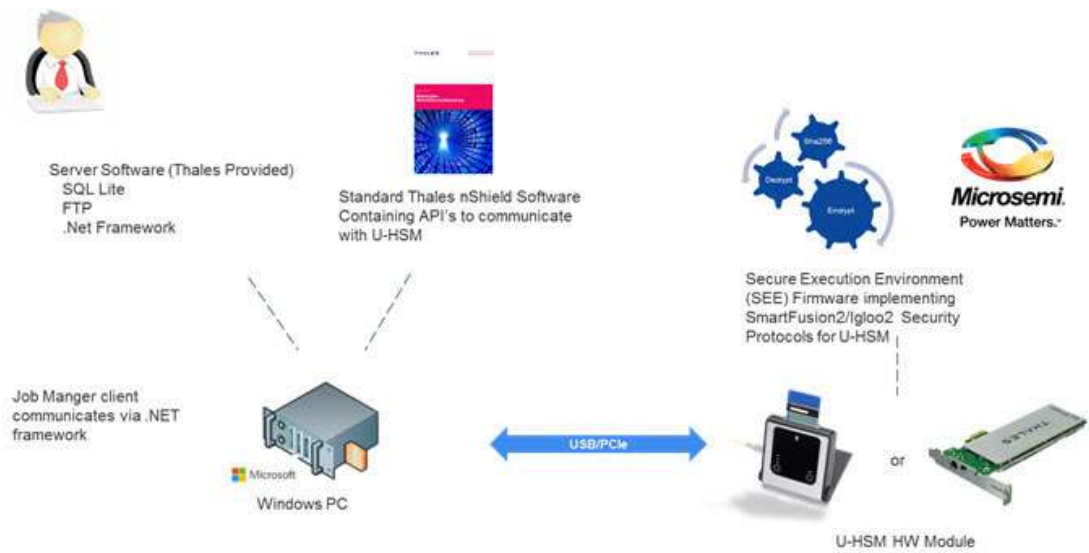 THALES
Server Software (Thales Provided)
SQL Lite
FTP
.Net Framework
Standard Thales nShield Software
Containing API's to communicate
with U-HSM
Sha256
Decrypt
Encrypt
Microsemi.
Power Matters.™
Secure Execution Environment
(SEE) Firmware implementing
SmartFusion2/Igloo2 Security
Protocols for U-HSM
Job Manger client
communicates via .NET
framework
Microsoft
Windows PC
USB/PCIe
or
THALES
U-HSM HW Module